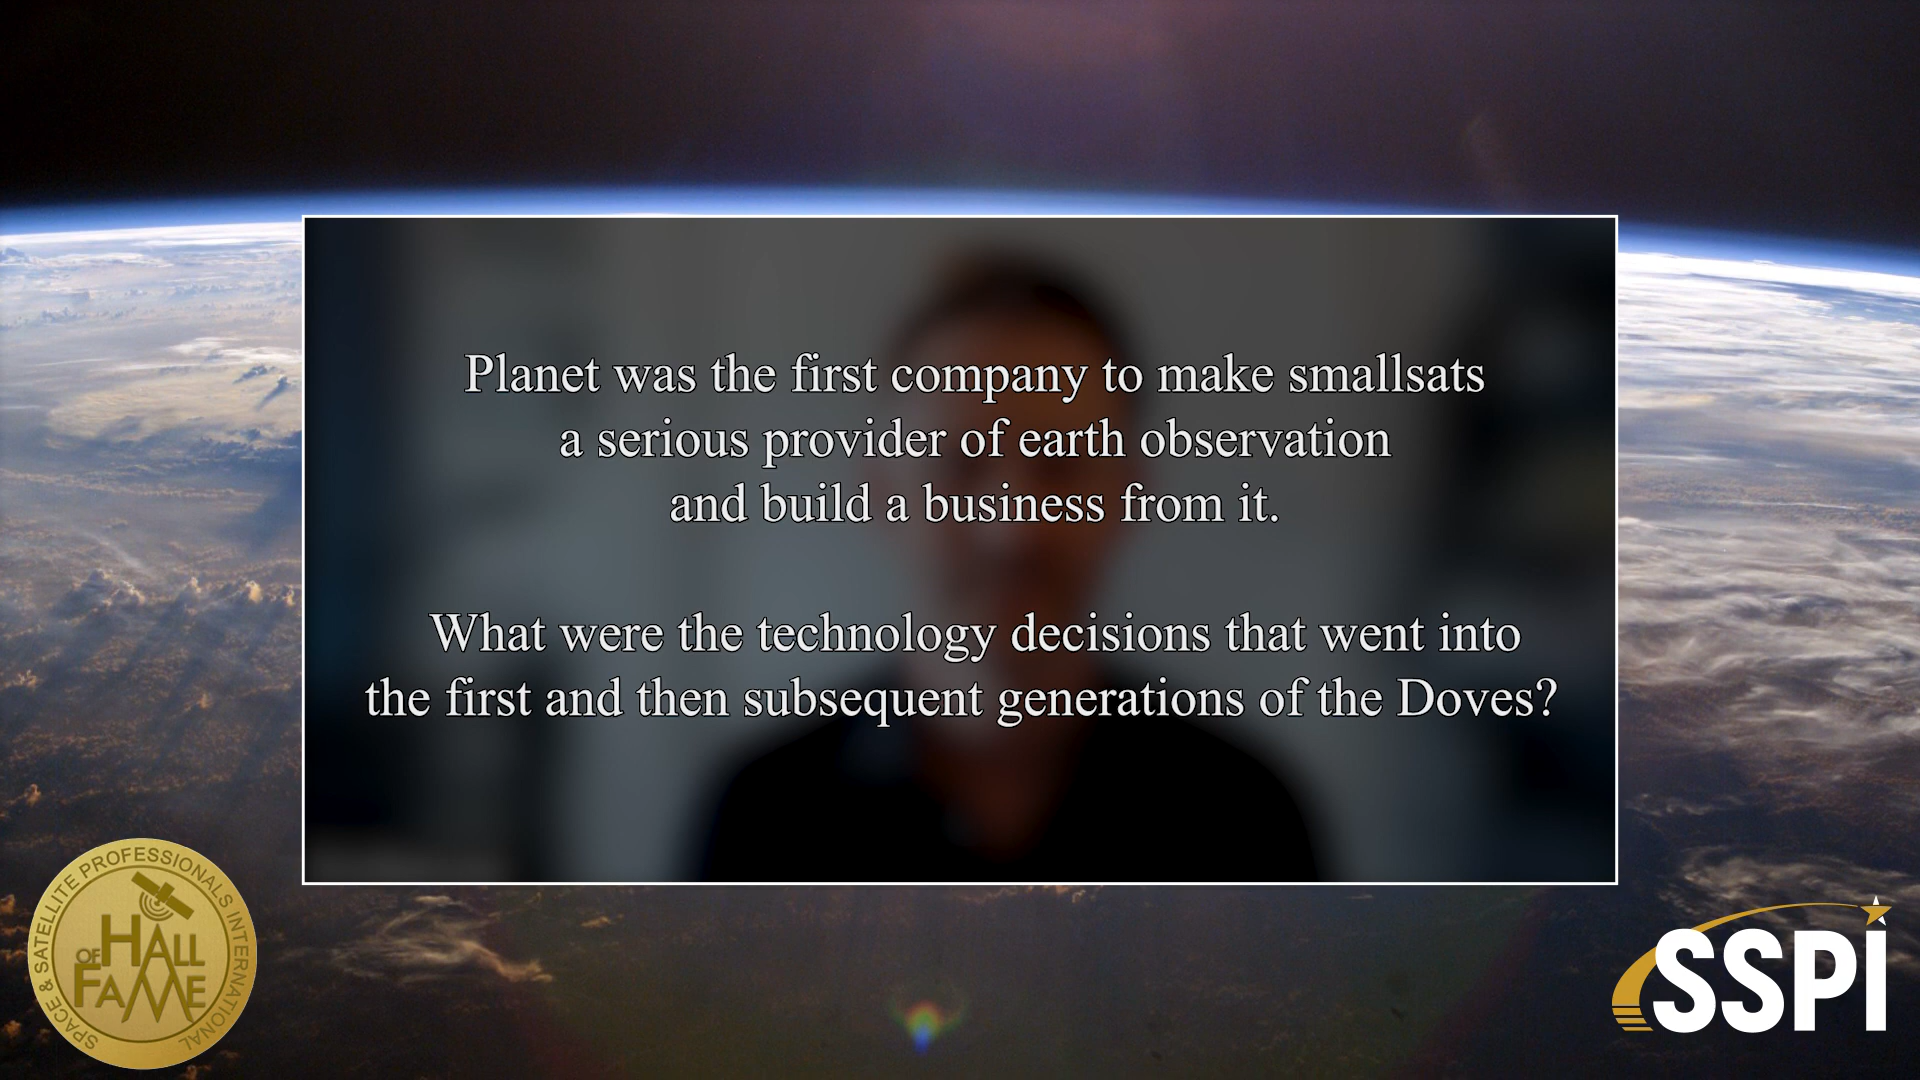 Planet was the first company to make smallsats
a serious provider of earth observation
and build a business from it.
What were the technology decisions that went into
the first and then subsequent generations of the Doves?
SPACE & SATELLITE PROFESSIONALS INTERNATIONAL
HALL
OF
FAME
SSPI